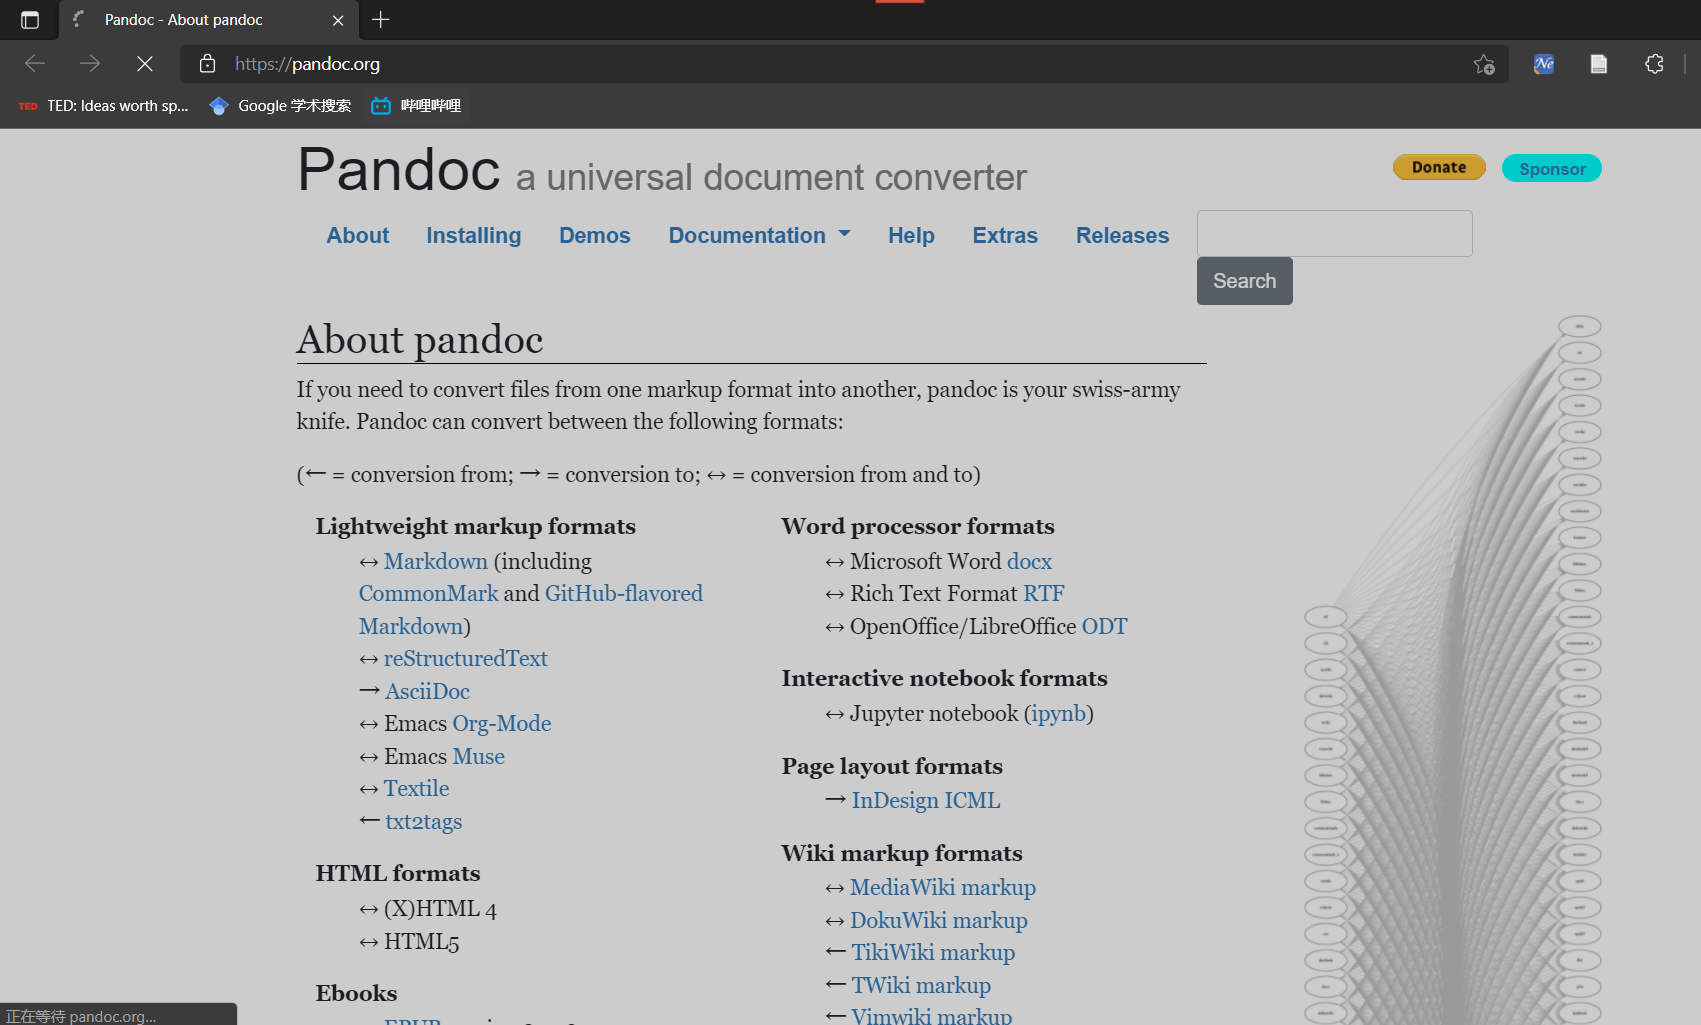 Pandoc - About pandoc
https://pandoc.org
TED TED: Ideas worth sp... Google 学术搜索 哔哩哔哩
Pandoc a universal document converter
Donate Sponsor
About Installing Demos Documentation Help Extras Releases
Search
About pandoc
If you need to convert files from one markup format into another, pandoc is your swiss-army
knife. Pandoc can convert between the following formats:
(← = conversion from; → = conversion to; ↔ = conversion from and to)
Lightweight markup formats
↔ Markdown (including
CommonMark and GitHub-flavored
Markdown)
↔ reStructuredText
→ AsciiDoc
↔ Emacs Org-Mode
↔ Emacs Muse
↔ Textile
← txt2tags
HTML formats
↔ (X)HTML 4
↔ HTML5
Ebooks
Word processor formats
↔ Microsoft Word docx
↔ Rich Text Format RTF
↔ OpenOffice/LibreOffice ODT
Interactive notebook formats
↔ Jupyter notebook (ipynb)
Page layout formats
→ InDesign ICML
Wiki markup formats
↔ MediaWiki markup
↔ DokuWiki markup
← TikiWiki markup
← TWiki markup
← Vimwiki markup
正在等待 pandoc.org...